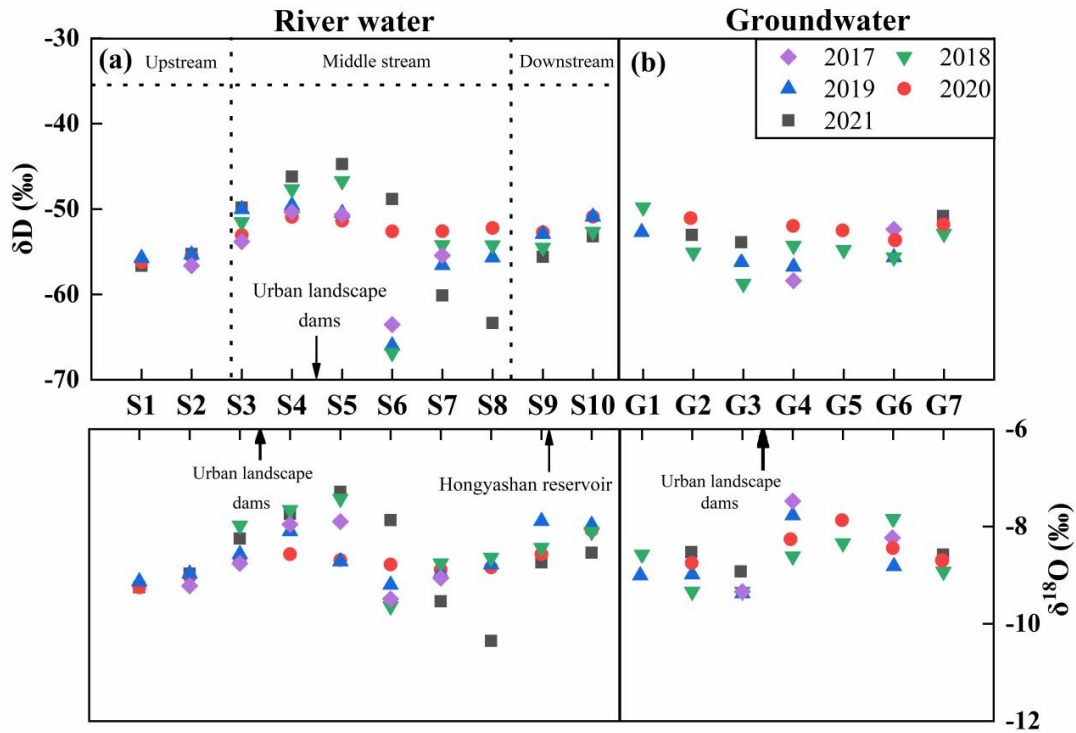 River water
Groundwater
-30
-40
-50
-60
-70
δD (‰)
(a)
Upstream
Middle stream
Downstream
(b)
2017
2018
2019
2020
2021
Urban landscape
dams
S1 S2 S3 S4 S5 S6 S7 S8 S9 S10 G1 G2 G3 G4 G5 G6 G7
Urban landscape
dams
Hongyashan reservoir
Urban landscape
dams
-6
-8
-10
-12
δ¹⁸O (‰)